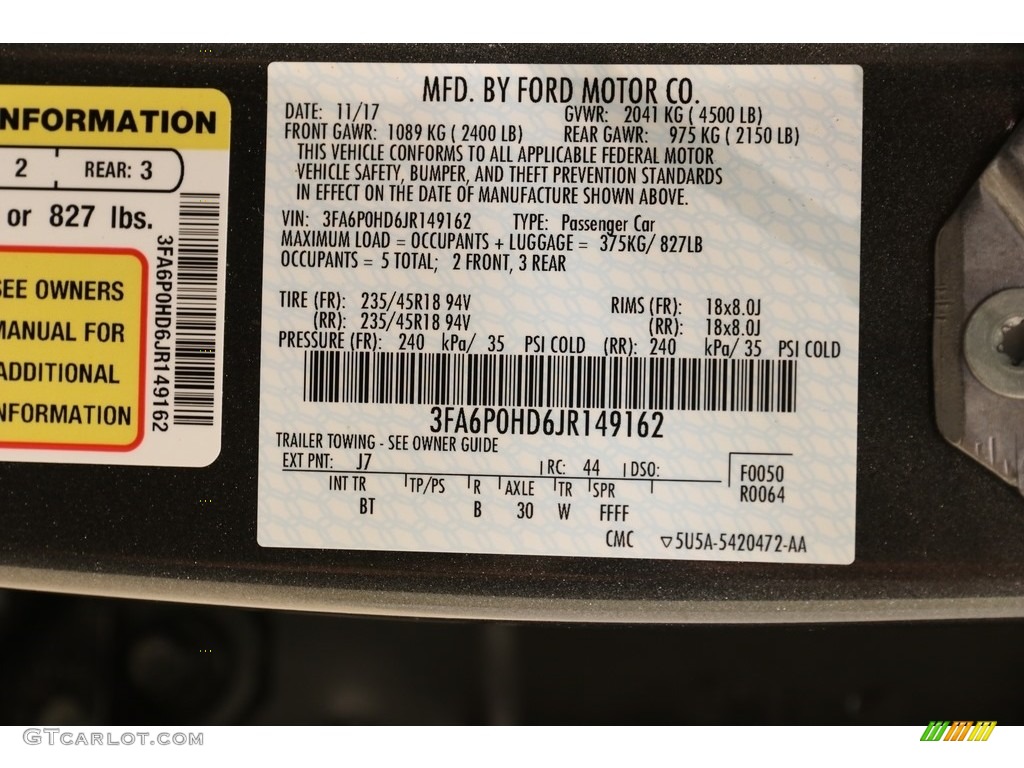 NFORMATION
2 REAR: 3
or 827 lbs.
SEE OWNERS
MANUAL FOR
ADDITIONAL
NFORMATION
3FA6P0HD6JR149162
MFD. BY FORD MOTOR CO.
DATE: 11/17 GVWR: 2041 KG ( 4500 LB)
FRONT GAWR: 1089 KG ( 2400 LB) REAR GAWR: 975 KG ( 2150 LB)
THIS VEHICLE CONFORMS TO ALL APPLICABLE FEDERAL MOTOR
VEHICLE SAFETY, BUMPER, AND THEFT PREVENTION STANDARDS
IN EFFECT ON THE DATE OF MANUFACTURE SHOWN ABOVE.
VIN: 3FA6P0HD6JR149162 TYPE: Passenger Car
MAXIMUM LOAD = OCCUPANTS + LUGGAGE = 375KG/ 827LB
OCCUPANTS = 5 TOTAL; 2 FRONT, 3 REAR
TIRE (FR): 235/45R18 94V RIMS (FR): 18x8.0J
(RR): 235/45R18 94V (RR): 18x8.0J
PRESSURE (FR): 240 kPa/ 35 PSI COLD (RR): 240 kPa/ 35 PSI COLD
3FA6P0HD6JR149162
TRAILER TOWING - SEE OWNER GUIDE
EXT PNT: J7 RC: 44 DSO: F0050
INT TR TP/PS R AXLE TR SPR R0064
BT B 30 W FFFF
CMC ▽5U5A-5420472-AA
GTcarlot.com